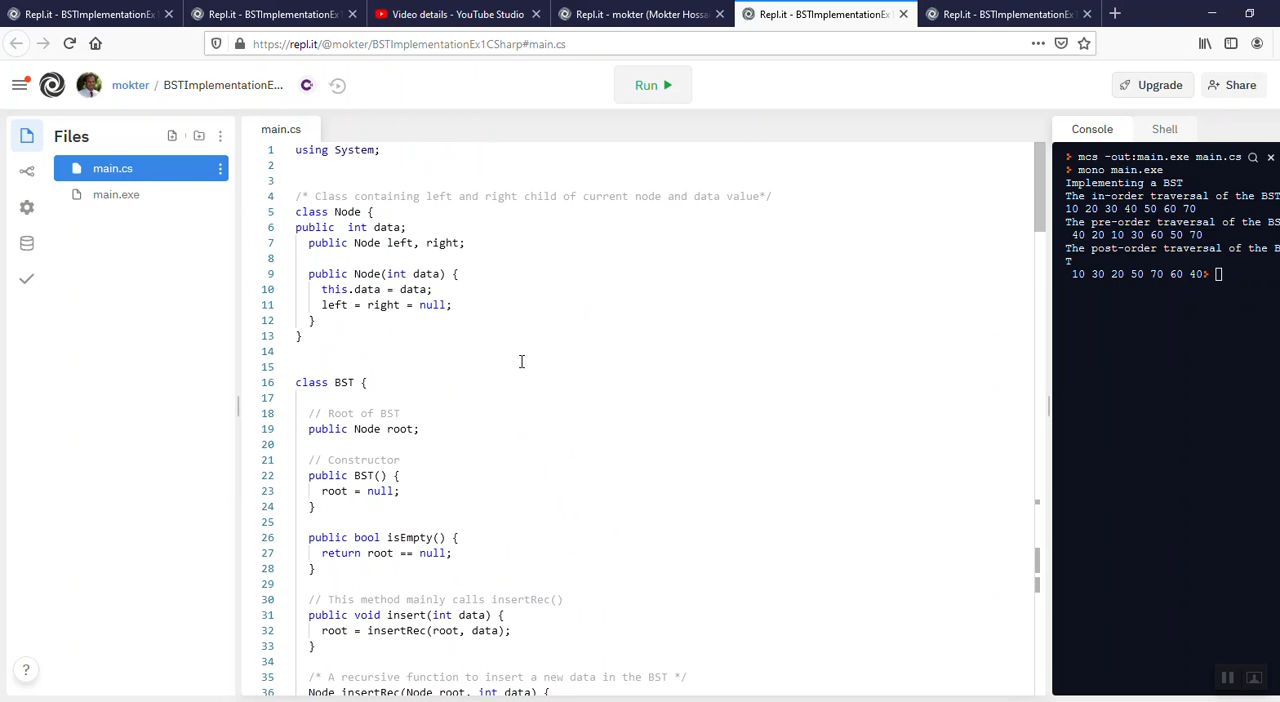 Repl.it - BSTImplementationEx1
Repl.it - BSTImplementationEx
Video details - YouTube Studio
Repl.it - mokter (Mokter Hossai
Repl.it - BSTImplementationEx1
Repl.it - BSTImplementationEx
https://repl.it/@mokter/BSTImplementationEx1CSharp#main.cs
mokter / BSTImplementationE...
Run
Upgrade
Share
Files
main.cs
main.exe
main.cs
1 using System;
2
3
4 /* Class containing left and right child of current node and data value*/
5 class Node {
6 public int data;
7 public Node left, right;
8
9 public Node(int data) {
10 this.data = data;
11 left = right = null;
12 }
13 }
14
15
16 class BST {
17
18 // Root of BST
19 public Node root;
20
21 // Constructor
22 public BST() {
23 root = null;
24 }
25
26 public bool isEmpty() {
27 return root == null;
28 }
29
30 // This method mainly calls insertRec()
31 public void insert(int data) {
32 root = insertRec(root, data);
33 }
34
35 /* A recursive function to insert a new data in the BST */
36 Node insertRec(Node root, int data) {
Console
Shell
mcs -out:main.exe main.cs
mono main.exe
Implementing a BST
The in-order traversal of the BST
10 20 30 40 50 60 70
The pre-order traversal of the BS
40 20 10 30 60 50 70
The post-order traversal of the B
T
10 30 20 50 70 60 40
?